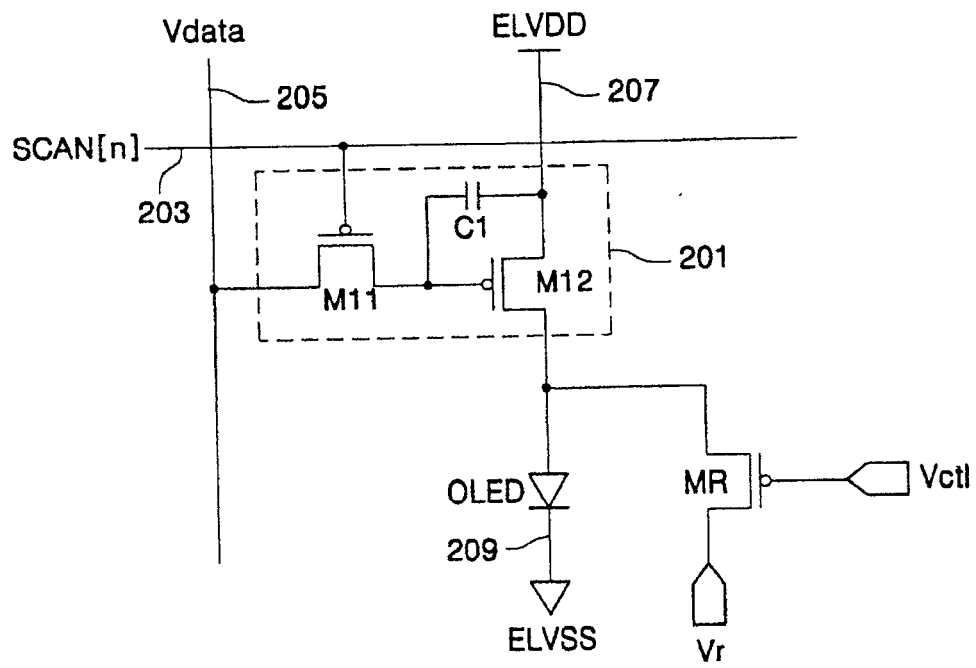 Vdata
ELVDD
205
207
SCAN[n]
203
C1
201
M11
M12
OLED
MR
Vctl
209
ELVSS
Vr